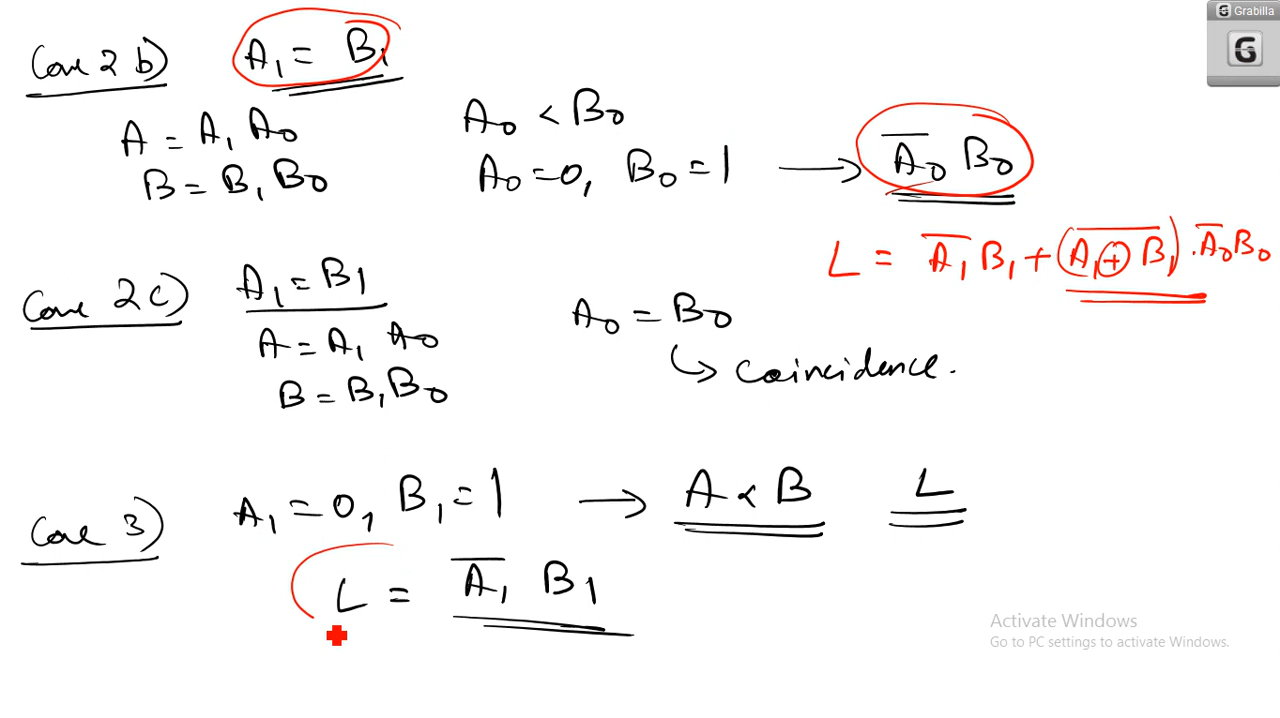 Case 2 b) A₁ = B₁
A = A₁ A₀
B = B₁ B₀
A₀ < B₀
A₀ = 0, B₀ = 1 → A̅₀ B₀
L = A̅₁ B₁ + (\overline{A₁ ⊕ B₁}) . A̅₀ B₀
Case 2 c) A₁ = B₁
A = A₁ A₀
B = B₁ B₀
A₀ = B₀
↳ coincidence.
Case 3) A₁ = 0, B₁ = 1 → A < B L
L = A̅₁ B₁
Grabilla
G
Activate Windows
Go to PC settings to activate Windows.